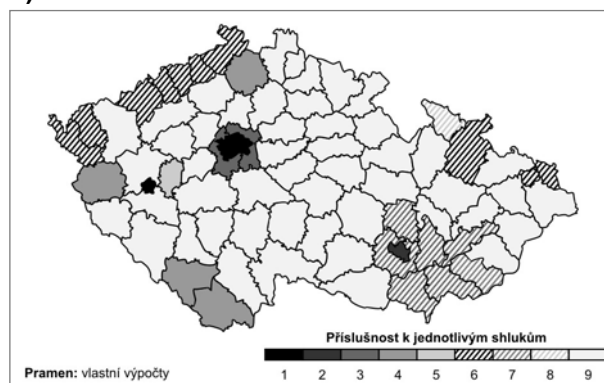 Příslušnost k jednotlivým shlukům
Pramen: vlastní výpočty
1 2 3 4 5 6 7 8 9